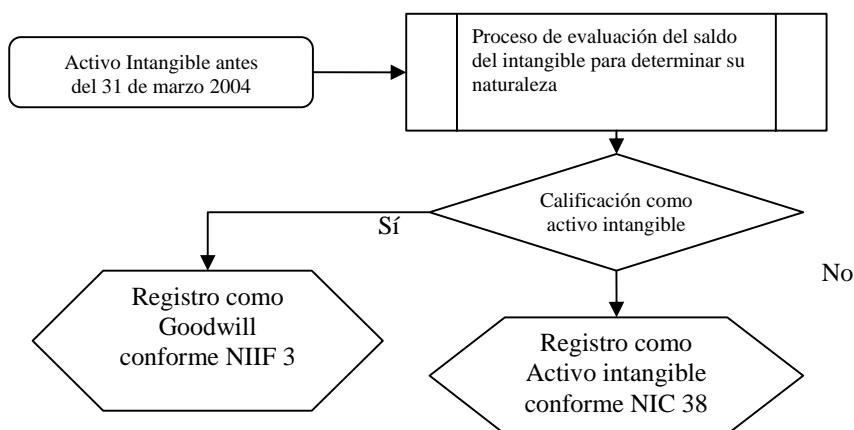 Activo Intangible antes
del 31 de marzo 2004
Proceso de evaluación del saldo
del intangible para determinar su
naturaleza
Calificación como
activo intangible
Sí
No
Registro como
Goodwill
conforme NIIF 3
Registro como
Activo intangible
conforme NIC 38